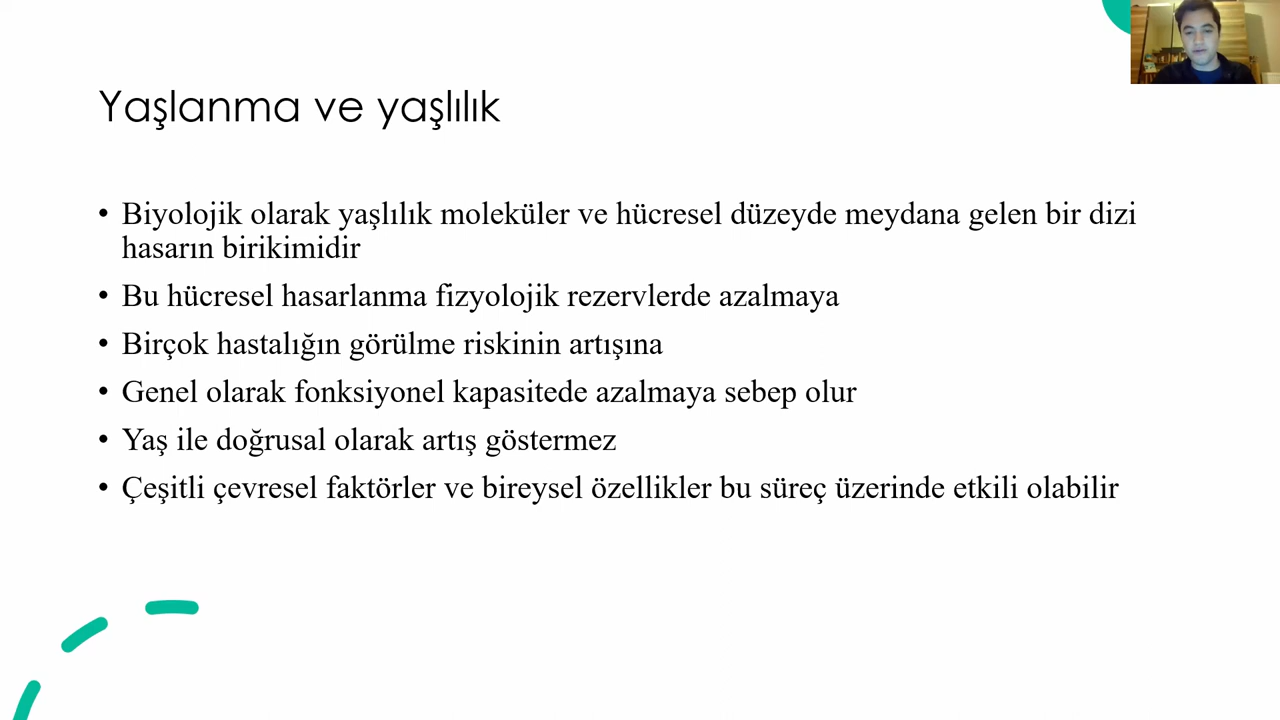 Yaşlanma ve yaşlılık
• Biyolojik olarak yaşlılık moleküler ve hücresel düzeyde meydana gelen bir dizi
hasarın birikimidir
• Bu hücresel hasarlanma fizyolojik rezervlerde azalmaya
• Birçok hastalığın görülme riskinin artışına
• Genel olarak fonksiyonel kapasitede azalmaya sebep olur
• Yaş ile doğrusal olarak artış göstermez
• Çeşitli çevresel faktörler ve bireysel özellikler bu süreç üzerinde etkili olabilir